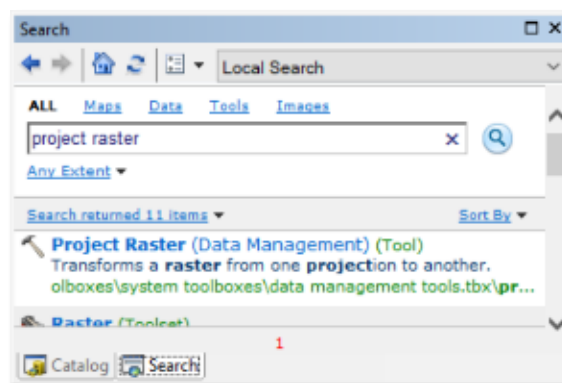 Search
Local Search
ALL Maps Data Tools Images
project raster
Any Extent
Search returned 11 items Sort By
Project Raster (Data Management) (Tool)
Transforms a raster from one projection to another.
olboxes\system toolboxes\data management tools.tbx\pr...
Raster (Toolset)
1
Catalog Search